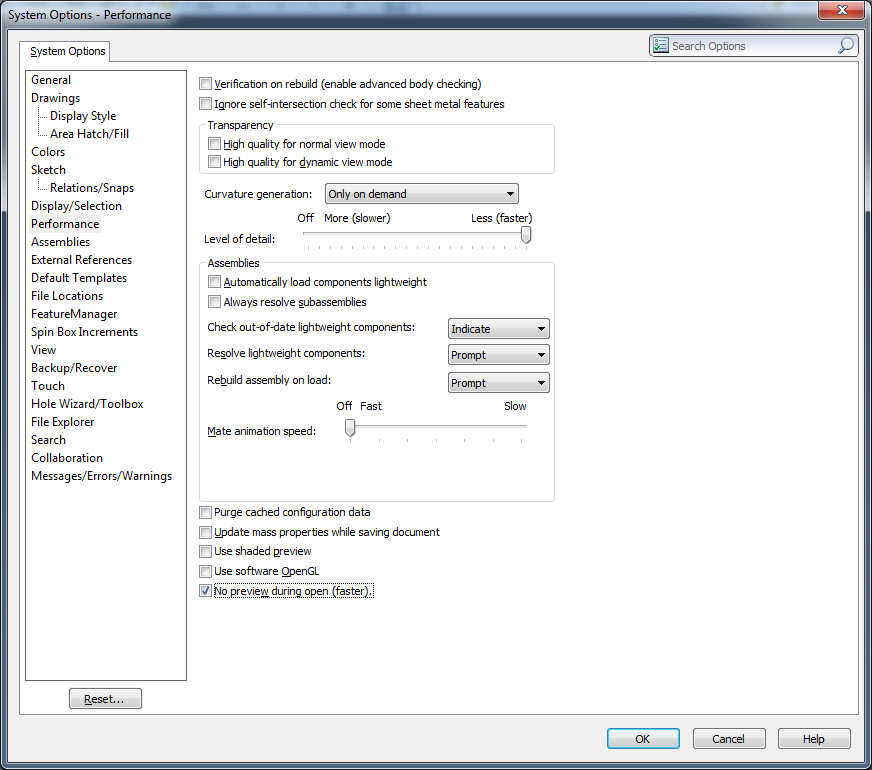 System Options - Performance
System Options
Search Options
General
Drawings
Display Style
Area Hatch/Fill
Colors
Sketch
Relations/Snaps
Display/Selection
Performance
Assemblies
External References
Default Templates
File Locations
FeatureManager
Spin Box Increments
View
Backup/Recover
Touch
Hole Wizard/Toolbox
File Explorer
Search
Collaboration
Messages/Errors/Warnings
Reset...
Verification on rebuild (enable advanced body checking)
Ignore self-intersection check for some sheet metal features
Transparency
High quality for normal view mode
High quality for dynamic view mode
Curvature generation: Only on demand
Off More (slower) Less (faster)
Level of detail:
Assemblies
Automatically load components lightweight
Always resolve subassemblies
Check out-of-date lightweight components: Indicate
Resolve lightweight components: Prompt
Rebuild assembly on load: Prompt
Off Fast Slow
Mate animation speed:
Purge cached configuration data
Update mass properties while saving document
Use shaded preview
Use software OpenGL
No preview during open (faster).
OK Cancel Help